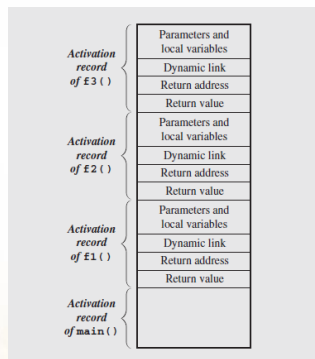 Activation
record
of f3()
Parameters and
local variables
Dynamic link
Return address
Return value
Activation
record
of f2()
Parameters and
local variables
Dynamic link
Return address
Return value
Activation
record
of f1()
Parameters and
local variables
Dynamic link
Return address
Return value
Activation
record
of main()